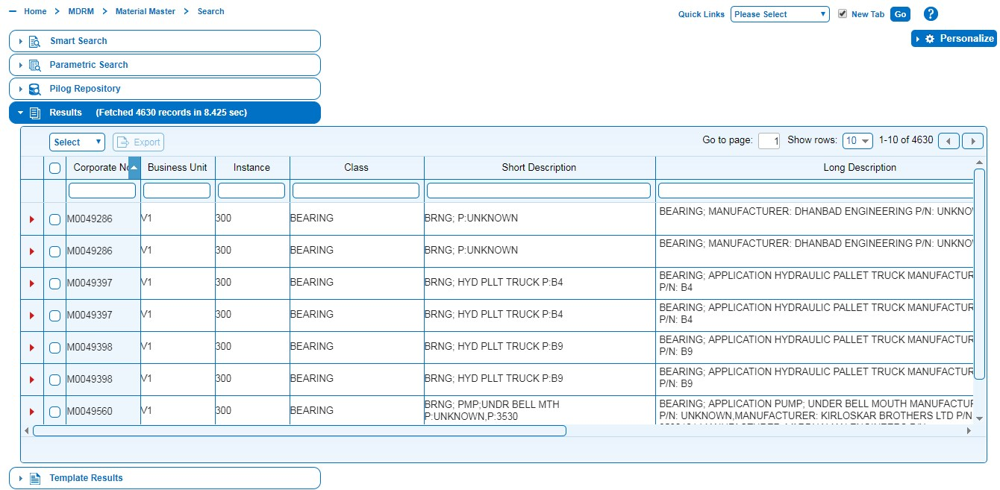 Home > MDRM > Material Master > Search
Quick Links Please Select New Tab Go ?
Personalize
Smart Search
Parametric Search
Pilog Repository
Results (Fetched 4630 records in 8.425 sec)
Select Export Go to page: 1 Show rows: 10 1-10 of 4630
Corporate No Business Unit Instance Class Short Description Long Description
M0049286 V1 300 BEARING BRNG; P:UNKNOWN BEARING; MANUFACTURER: DHANBAD ENGINEERING P/N: UNKNO
M0049286 V1 300 BEARING BRNG; P:UNKNOWN BEARING; MANUFACTURER: DHANBAD ENGINEERING P/N: UNKNO
M0049397 V1 300 BEARING BRNG; HYD PLLT TRUCK P:B4 BEARING; APPLICATION HYDRAULIC PALLET TRUCK MANUFACTUR
P/N: B4
M0049397 V1 300 BEARING BRNG; HYD PLLT TRUCK P:B4 BEARING; APPLICATION HYDRAULIC PALLET TRUCK MANUFACTUR
P/N: B4
M0049398 V1 300 BEARING BRNG; HYD PLLT TRUCK P:B9 BEARING; APPLICATION HYDRAULIC PALLET TRUCK MANUFACTUR
P/N: B9
M0049398 V1 300 BEARING BRNG; HYD PLLT TRUCK P:B9 BEARING; APPLICATION HYDRAULIC PALLET TRUCK MANUFACTUR
P/N: B9
M0049560 V1 300 BEARING BRNG; PMP;UNDR BELL MTH BEARING; APPLICATION PUMP; UNDER BELL MOUTH MANUFACTUR
P:UNKNOWN,P:3530 P/N: UNKNOWN,MANUFACTURER: KIRLOSKAR BROTHERS LTD P/N
Template Results